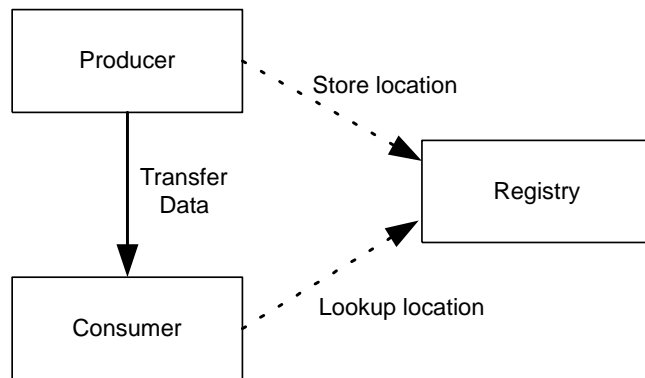 Producer
Store location
Transfer
Data
Registry
Lookup location
Consumer